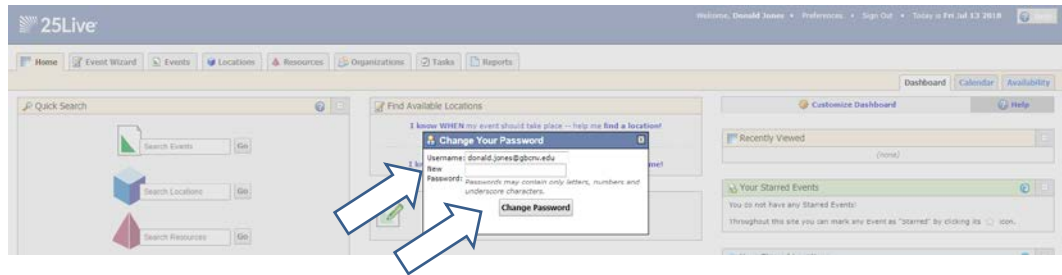 25Live
Welcome, Donald Jones • Preferences • Sign Out • Today is Fri Jul 13 2018
Home Event Wizard Events Locations Resources Organizations Tasks Reports
Dashboard Calendar Availability
Quick Search
Search Events Go
Search Locations Go
Search Resources Go
Find Available Locations
I know WHEN my event should take place -- help me find a location!
Change Your Password
Username: donald.jones@gbcnv.edu
New
Password:
Passwords may contain only letters, numbers and
underscore characters.
Change Password
Customize Dashboard Help
Recently Viewed
(none)
Your Starred Events
You do not have any Starred Events!
Throughout this site you can mark any Event as "Starred" by clicking its icon.